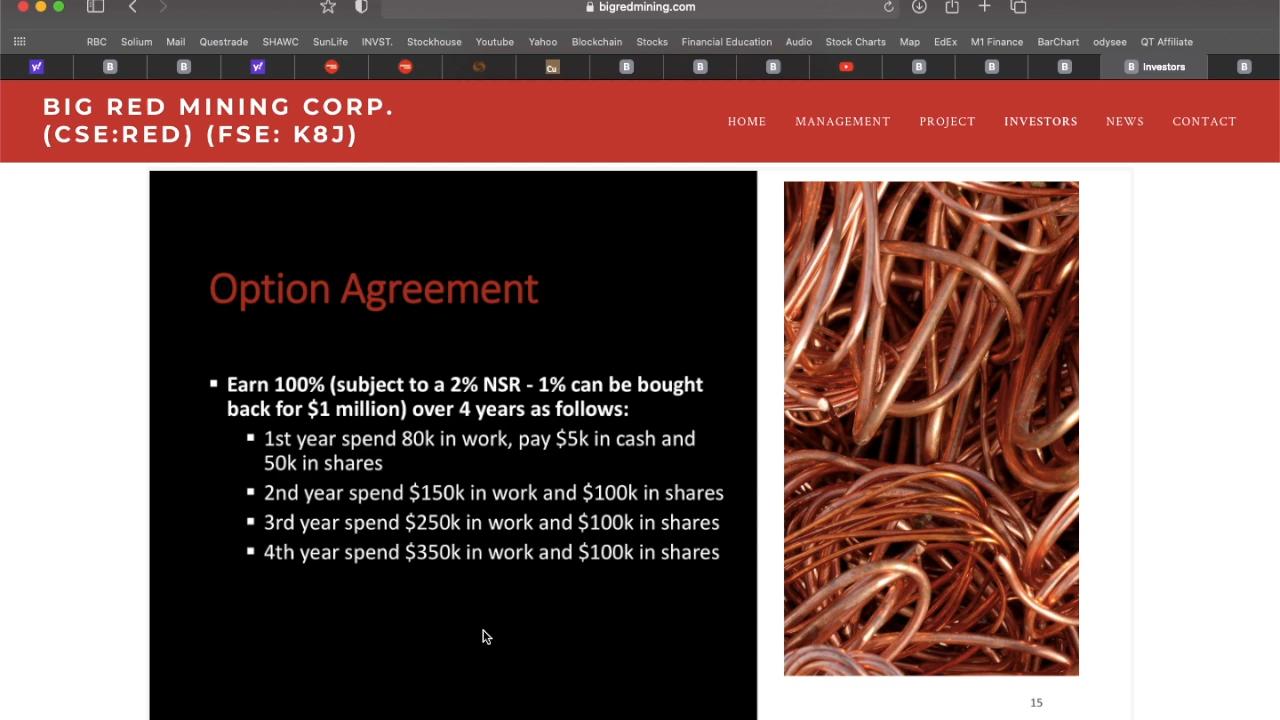 bigredmining.com
RBC Solium Mail Questrade SHAWC SunLife INVST. Stockhouse Youtube Yahoo Blockchain Stocks Financial Education Audio Stock Charts Map EdEx M1 Finance BarChart odysee QT Affiliate
y! B B y! Cu B B B B B B B Investors B
BIG RED MINING CORP.
(CSE:RED) (FSE: K8J)
HOME MANAGEMENT PROJECT INVESTORS NEWS CONTACT
Option Agreement
▪ Earn 100% (subject to a 2% NSR - 1% can be bought
back for $1 million) over 4 years as follows:
▪ 1st year spend 80k in work, pay $5k in cash and
50k in shares
▪ 2nd year spend $150k in work and $100k in shares
▪ 3rd year spend $250k in work and $100k in shares
▪ 4th year spend $350k in work and $100k in shares
15